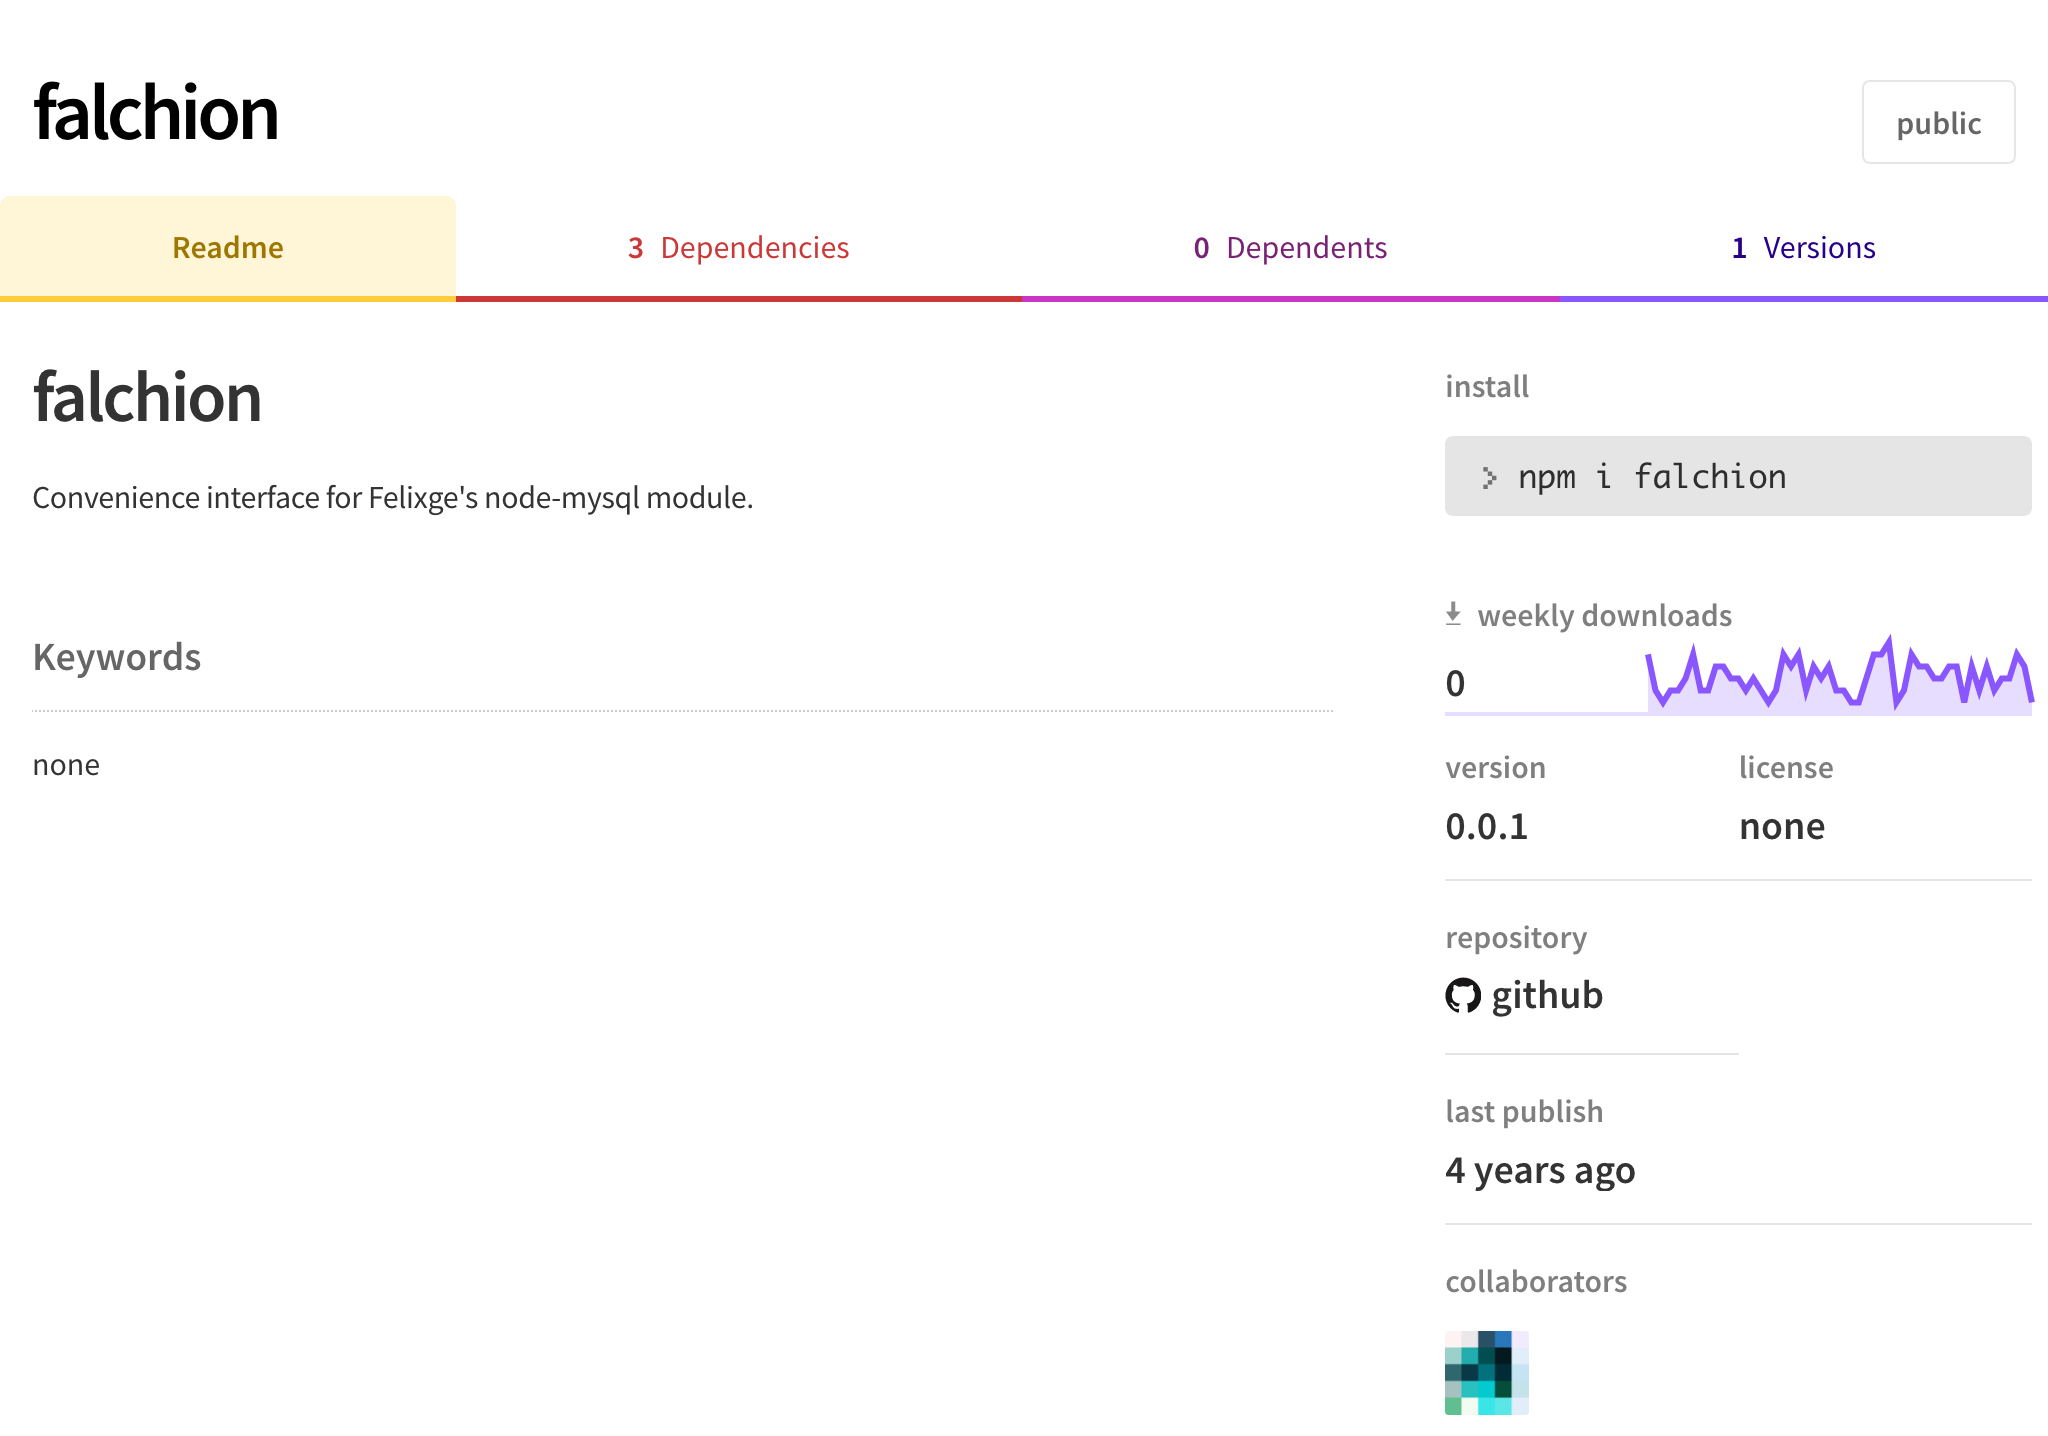 falchion
public
Readme
3 Dependencies
0 Dependents
1 Versions
falchion
Convenience interface for Felixge's node-mysql module.
Keywords
none
install
npm i falchion
weekly downloads
0
version
license
0.0.1
none
repository
github
last publish
4 years ago
collaborators